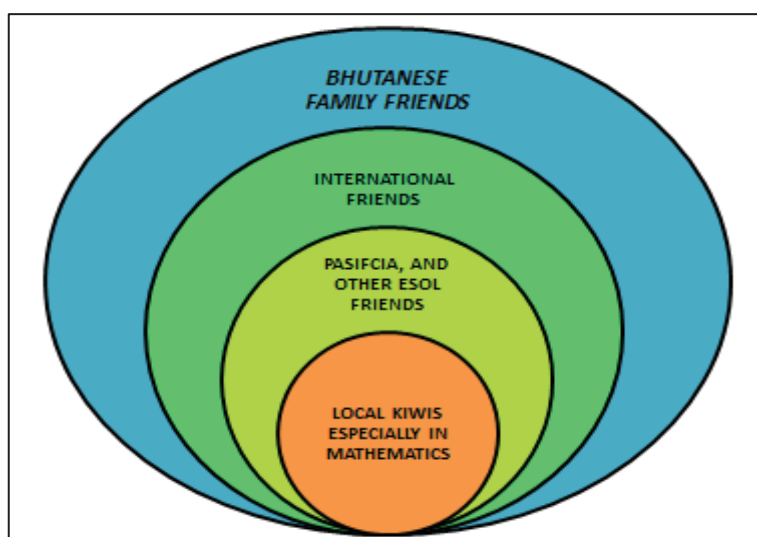 BHUTANESE
FAMILY FRIENDS
INTERNATIONAL
FRIENDS
PASIFCIA, AND
OTHER ESOL
FRIENDS
LOCAL KIWIS
ESPECIALLY IN
MATHEMATICS